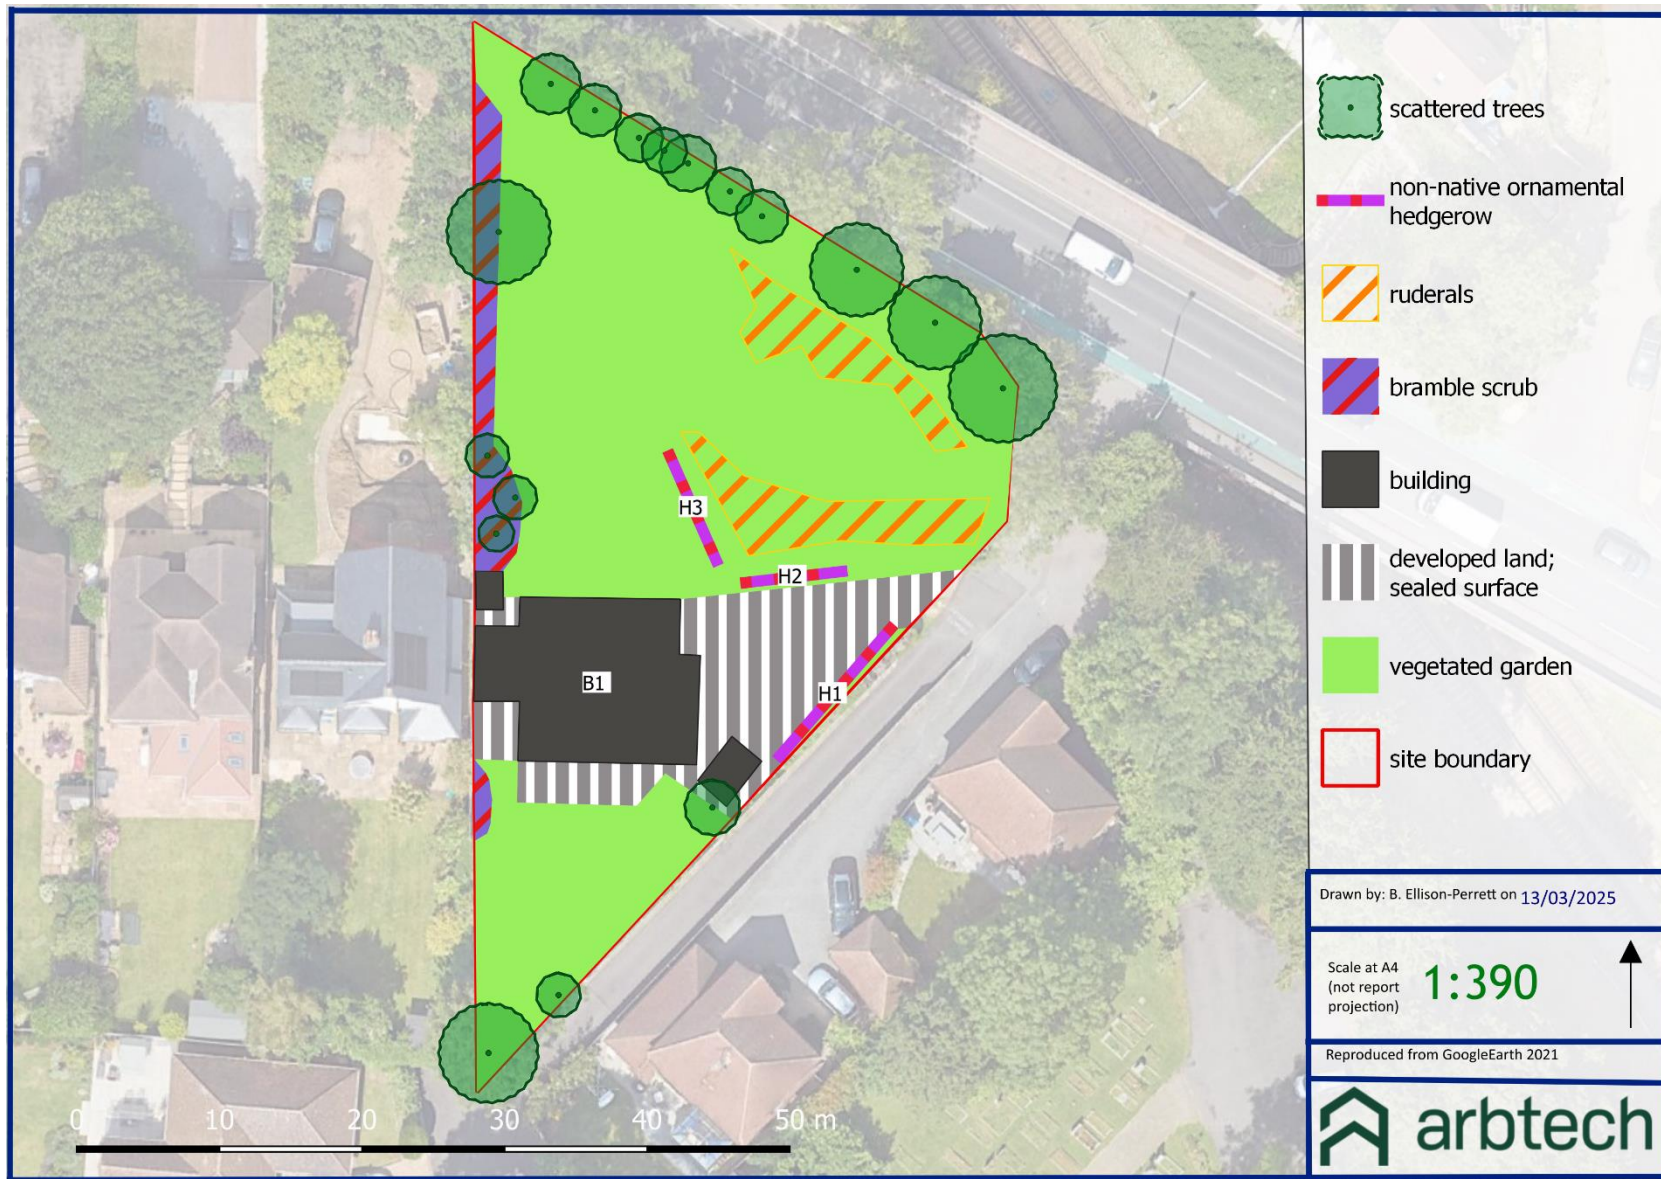 scattered trees
non-native ornamental
hedgerow
ruderals
bramble scrub
building
developed land;
sealed surface
vegetated garden
site boundary
H3
H2
H1
B1
0 10 20 30 40 50 m
Drawn by: B. Ellison-Perrett on 13/03/2025
Scale at A4
(not report
projection)
1:390
Reproduced from GoogleEarth 2021
arbtech